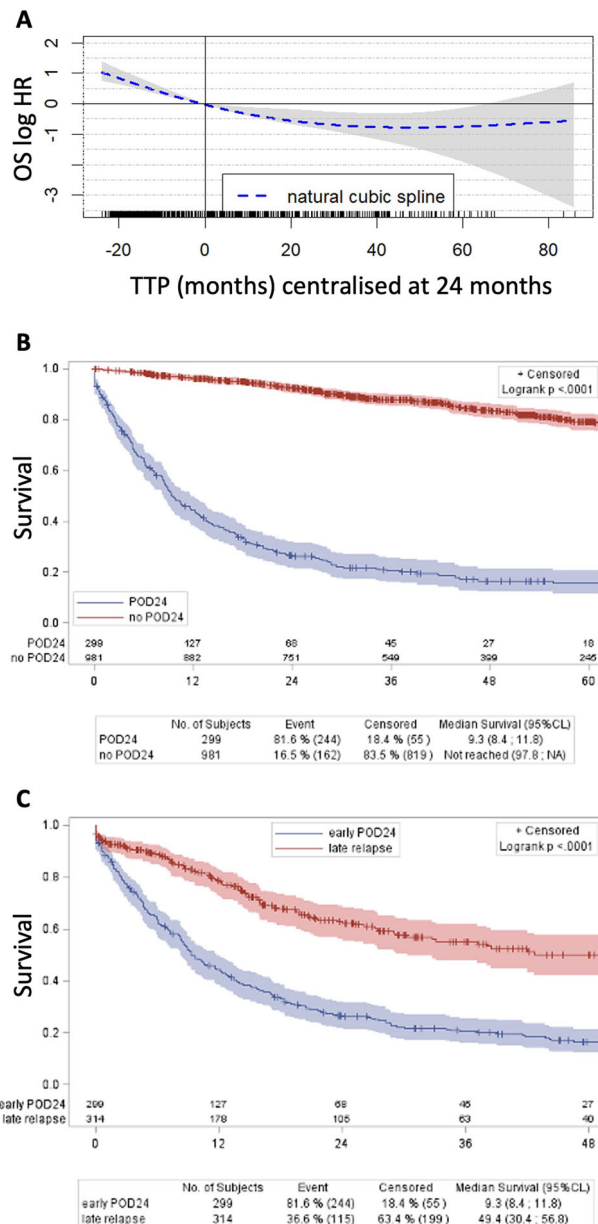 A
OS log HR
2
1
0
-1
-3
natural cubic spline
-20 0 20 40 60 80
TTP (months) centralised at 24 months
B
Survival
1.0
0.8
0.6
0.4
0.2
0.0
+ Censored
Logrank p <.0001
POD24
no POD24
POD24 299 127 68 45 27 18
no POD24 981 882 751 549 399 245
0 12 24 36 48 60
No. of Subjects Event Censored Median Survival (95%CL)
POD24 299 81.6 % (244) 18.4 % (55 ) 9.3 (8.4 ; 11.8)
no POD24 981 16.5 % (162) 83.5 % (819) Not reached (97.8 ; NA)
C
Survival
1.0
0.8
0.6
0.4
0.2
0.0
early POD24
late relapse
+ Censored
Logrank p <.0001
early POD24 299 127 68 45 27
late relapse 314 178 105 63 40
0 12 24 36 48
No. of Subjects Event Censored Median Survival (95%CL)
early POD24 299 81.6 % (244) 18.4 % (55 ) 9.3 (8.4 ; 11.8)
late relapse 314 36.6 % (115) 63.4 % (199) 49.4 (30.4 ; 56.8)